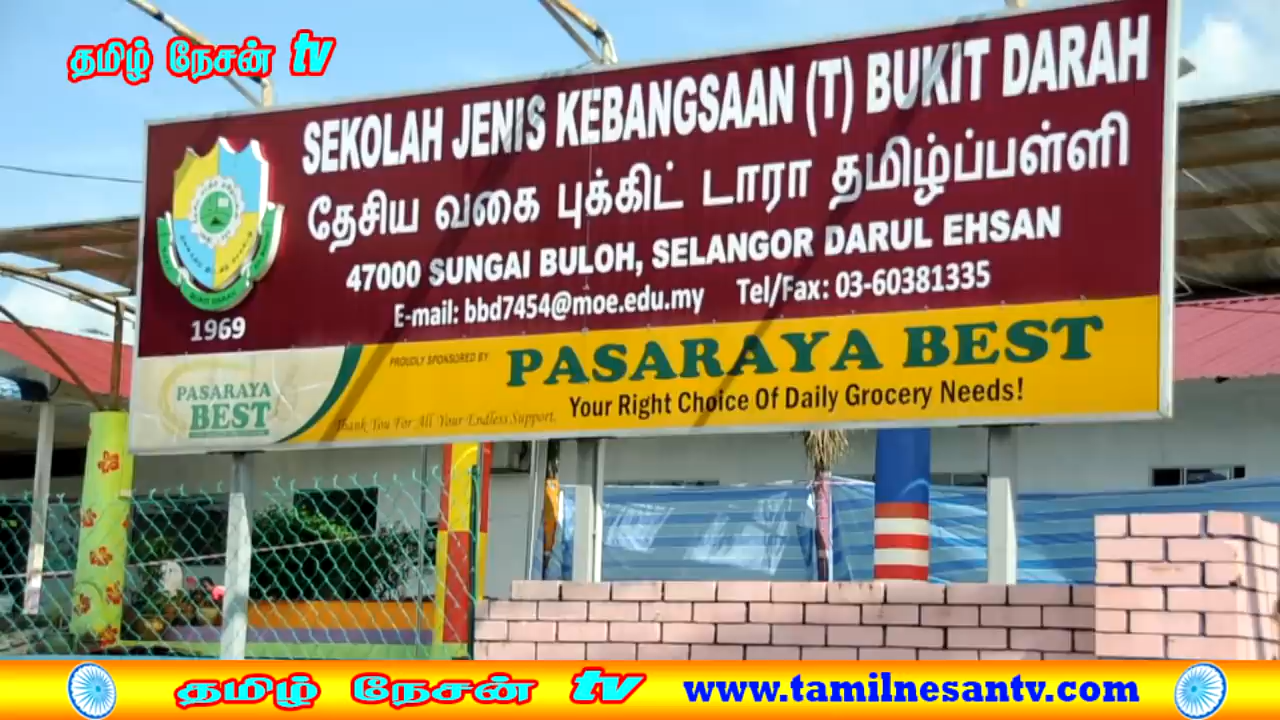 தமிழ் நேசன் tv
SEKOLAH JENIS KEBANGSAAN (T) BUKIT DARAH
தேசிய வகை புக்கிட் டாரா தமிழ்ப்பள்ளி
47000 SUNGAI BULOH, SELANGOR DARUL EHSAN
E-mail: bbd7454@moe.edu.my Tel/Fax: 03-60381335
BUKIT DARAH
1969
PROUDLY SPONSORED BY
PASARAYA BEST
Your Right Choice Of Daily Grocery Needs!
PASARAYA
BEST
Thank You For All Your Endless Support.
தமிழ் நேசன் tv www.tamilnesantv.com